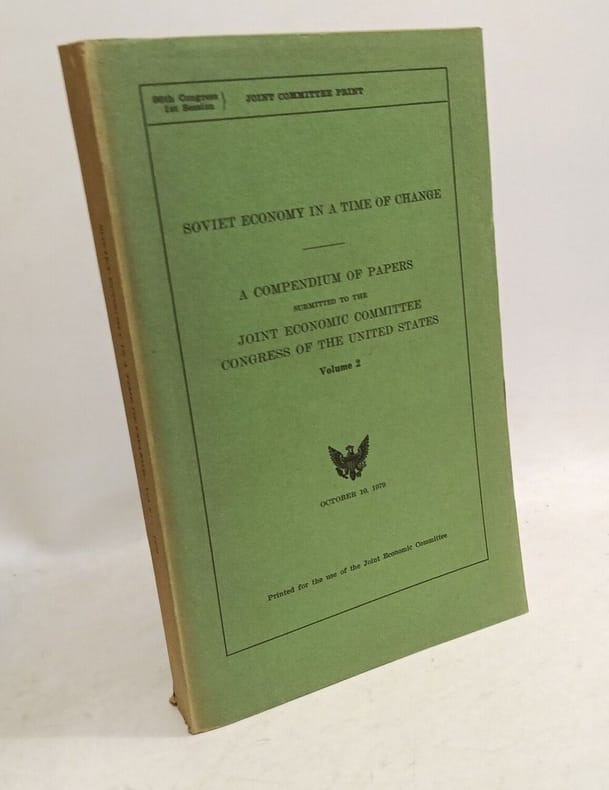 96th Congress
1st Session
JOINT COMMITTEE PRINT
SOVIET ECONOMY IN A TIME OF CHANGE
A COMPENDIUM OF PAPERS
SUBMITTED TO THE
JOINT ECONOMIC COMMITTEE
CONGRESS OF THE UNITED STATES
Volume 2
OCTOBER 10, 1979
Printed for the use of the Joint Economic Committee